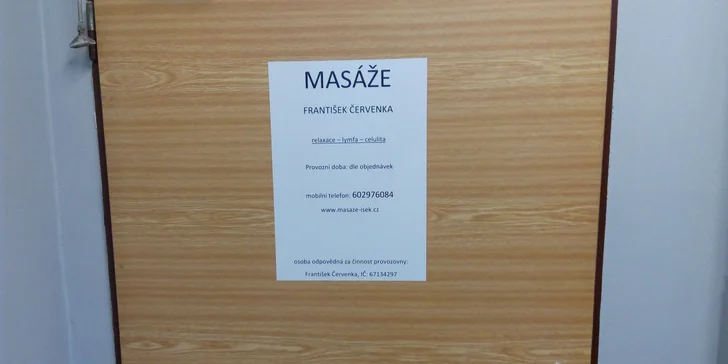 MASÁŽE
FRANTIŠEK ČERVENKA
relaxace – lymfa – celulita
Provozní doba: dle objednávek
mobilní telefon: 602976084
www.masaze-isek.cz
osoba odpovědná za činnost provozovny:
František Červenka, IČ: 67134297